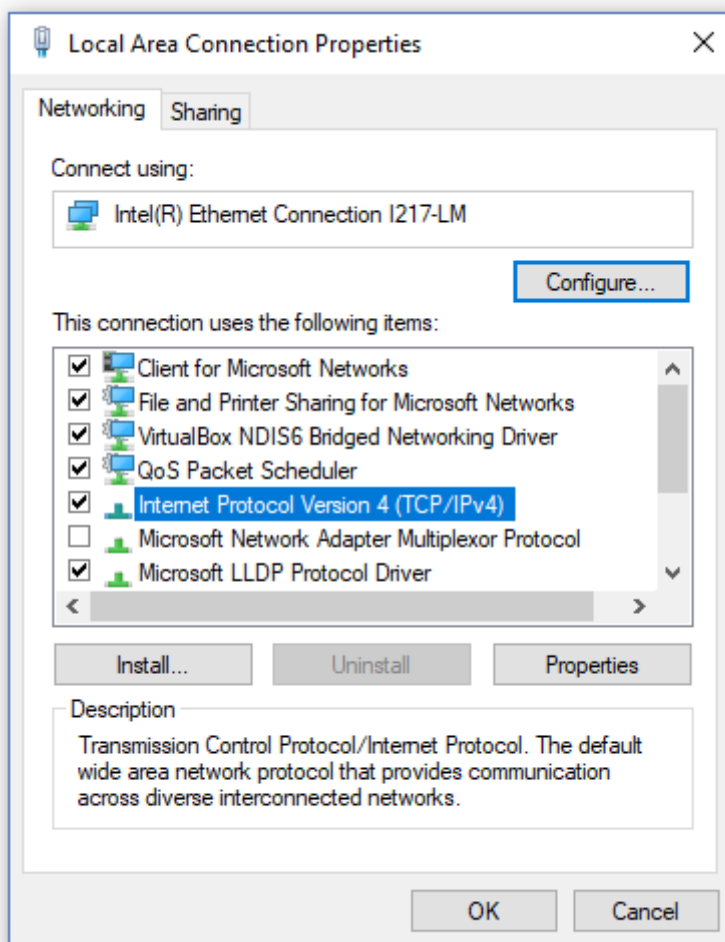 Local Area Connection Properties
Networking
Sharing
Connect using:
Intel(R) Ethernet Connection I217-LM
Configure...
This connection uses the following items:
Client for Microsoft Networks
File and Printer Sharing for Microsoft Networks
VirtualBox NDIS6 Bridged Networking Driver
QoS Packet Scheduler
Internet Protocol Version 4 (TCP/IPv4)
Microsoft Network Adapter Multiplexor Protocol
Microsoft LLDP Protocol Driver
Install...
Uninstall
Properties
Description
Transmission Control Protocol/Internet Protocol. The default
wide area network protocol that provides communication
across diverse interconnected networks.
OK
Cancel